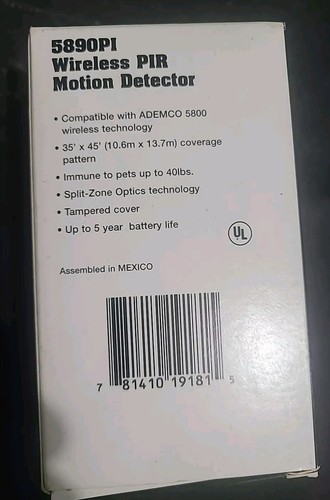 5890PI
Wireless PIR
Motion Detector
• Compatible with ADEMCO 5800
wireless technology
• 35' x 45' (10.6m x 13.7m) coverage
pattern
• Immune to pets up to 40lbs.
• Split-Zone Optics technology
• Tampered cover
• Up to 5 year battery life
UL
Assembled in MEXICO
7 81410 19181 5